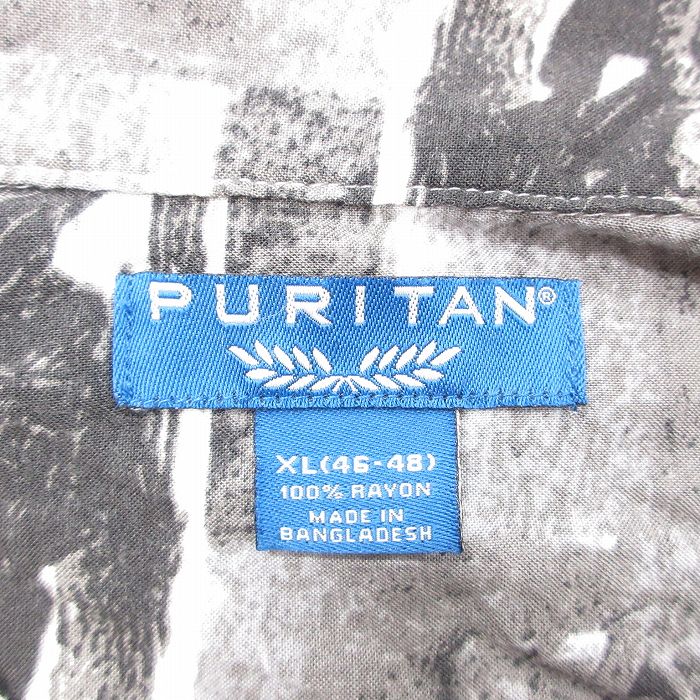 PURITAN®
XL(46-48)
100% RAYON
MADE IN
BANGLADESH